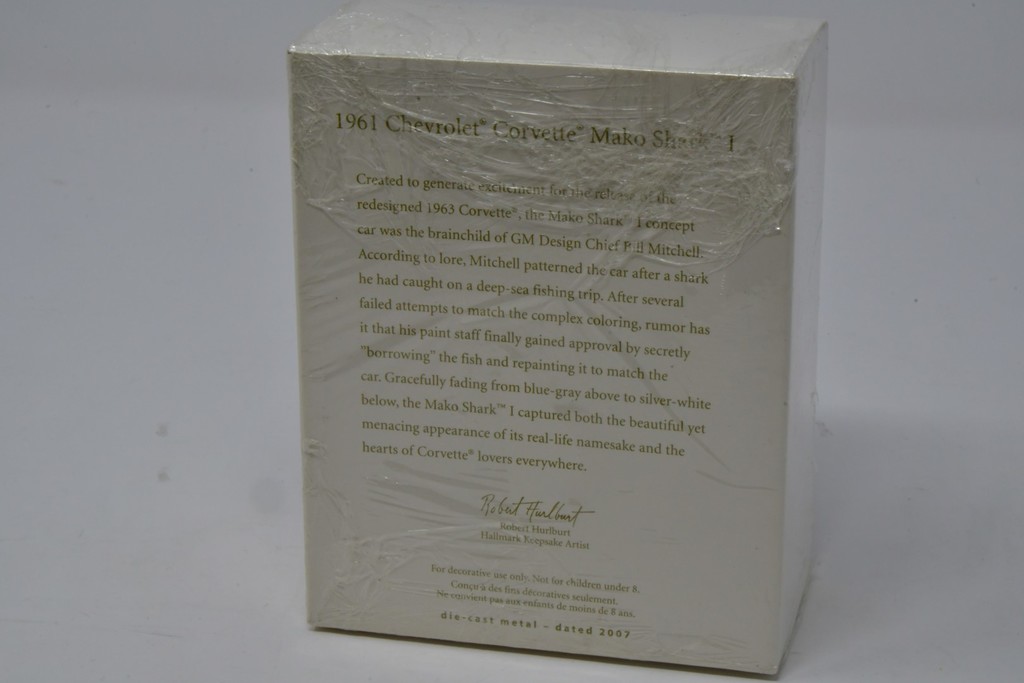 1961 Chevrolet® Corvette® Mako Shark™ I
Created to generate excitement for the release of the
redesigned 1963 Corvette®, the Mako Shark™ I concept
car was the brainchild of GM Design Chief Bill Mitchell.
According to lore, Mitchell patterned the car after a shark
he had caught on a deep-sea fishing trip. After several
failed attempts to match the complex coloring, rumor has
it that his paint staff finally gained approval by secretly
"borrowing" the fish and repainting it to match the
car. Gracefully fading from blue-gray above to silver-white
below, the Mako Shark™ I captured both the beautiful yet
menacing appearance of its real-life namesake and the
hearts of Corvette® lovers everywhere.
Robert Hurlburt
Robert Hurlburt
Hallmark Keepsake Artist
For decorative use only. Not for children under 8.
Conçu à des fins décoratives seulement.
Ne convient pas aux enfants de moins de 8 ans.
die-cast metal – dated 2007